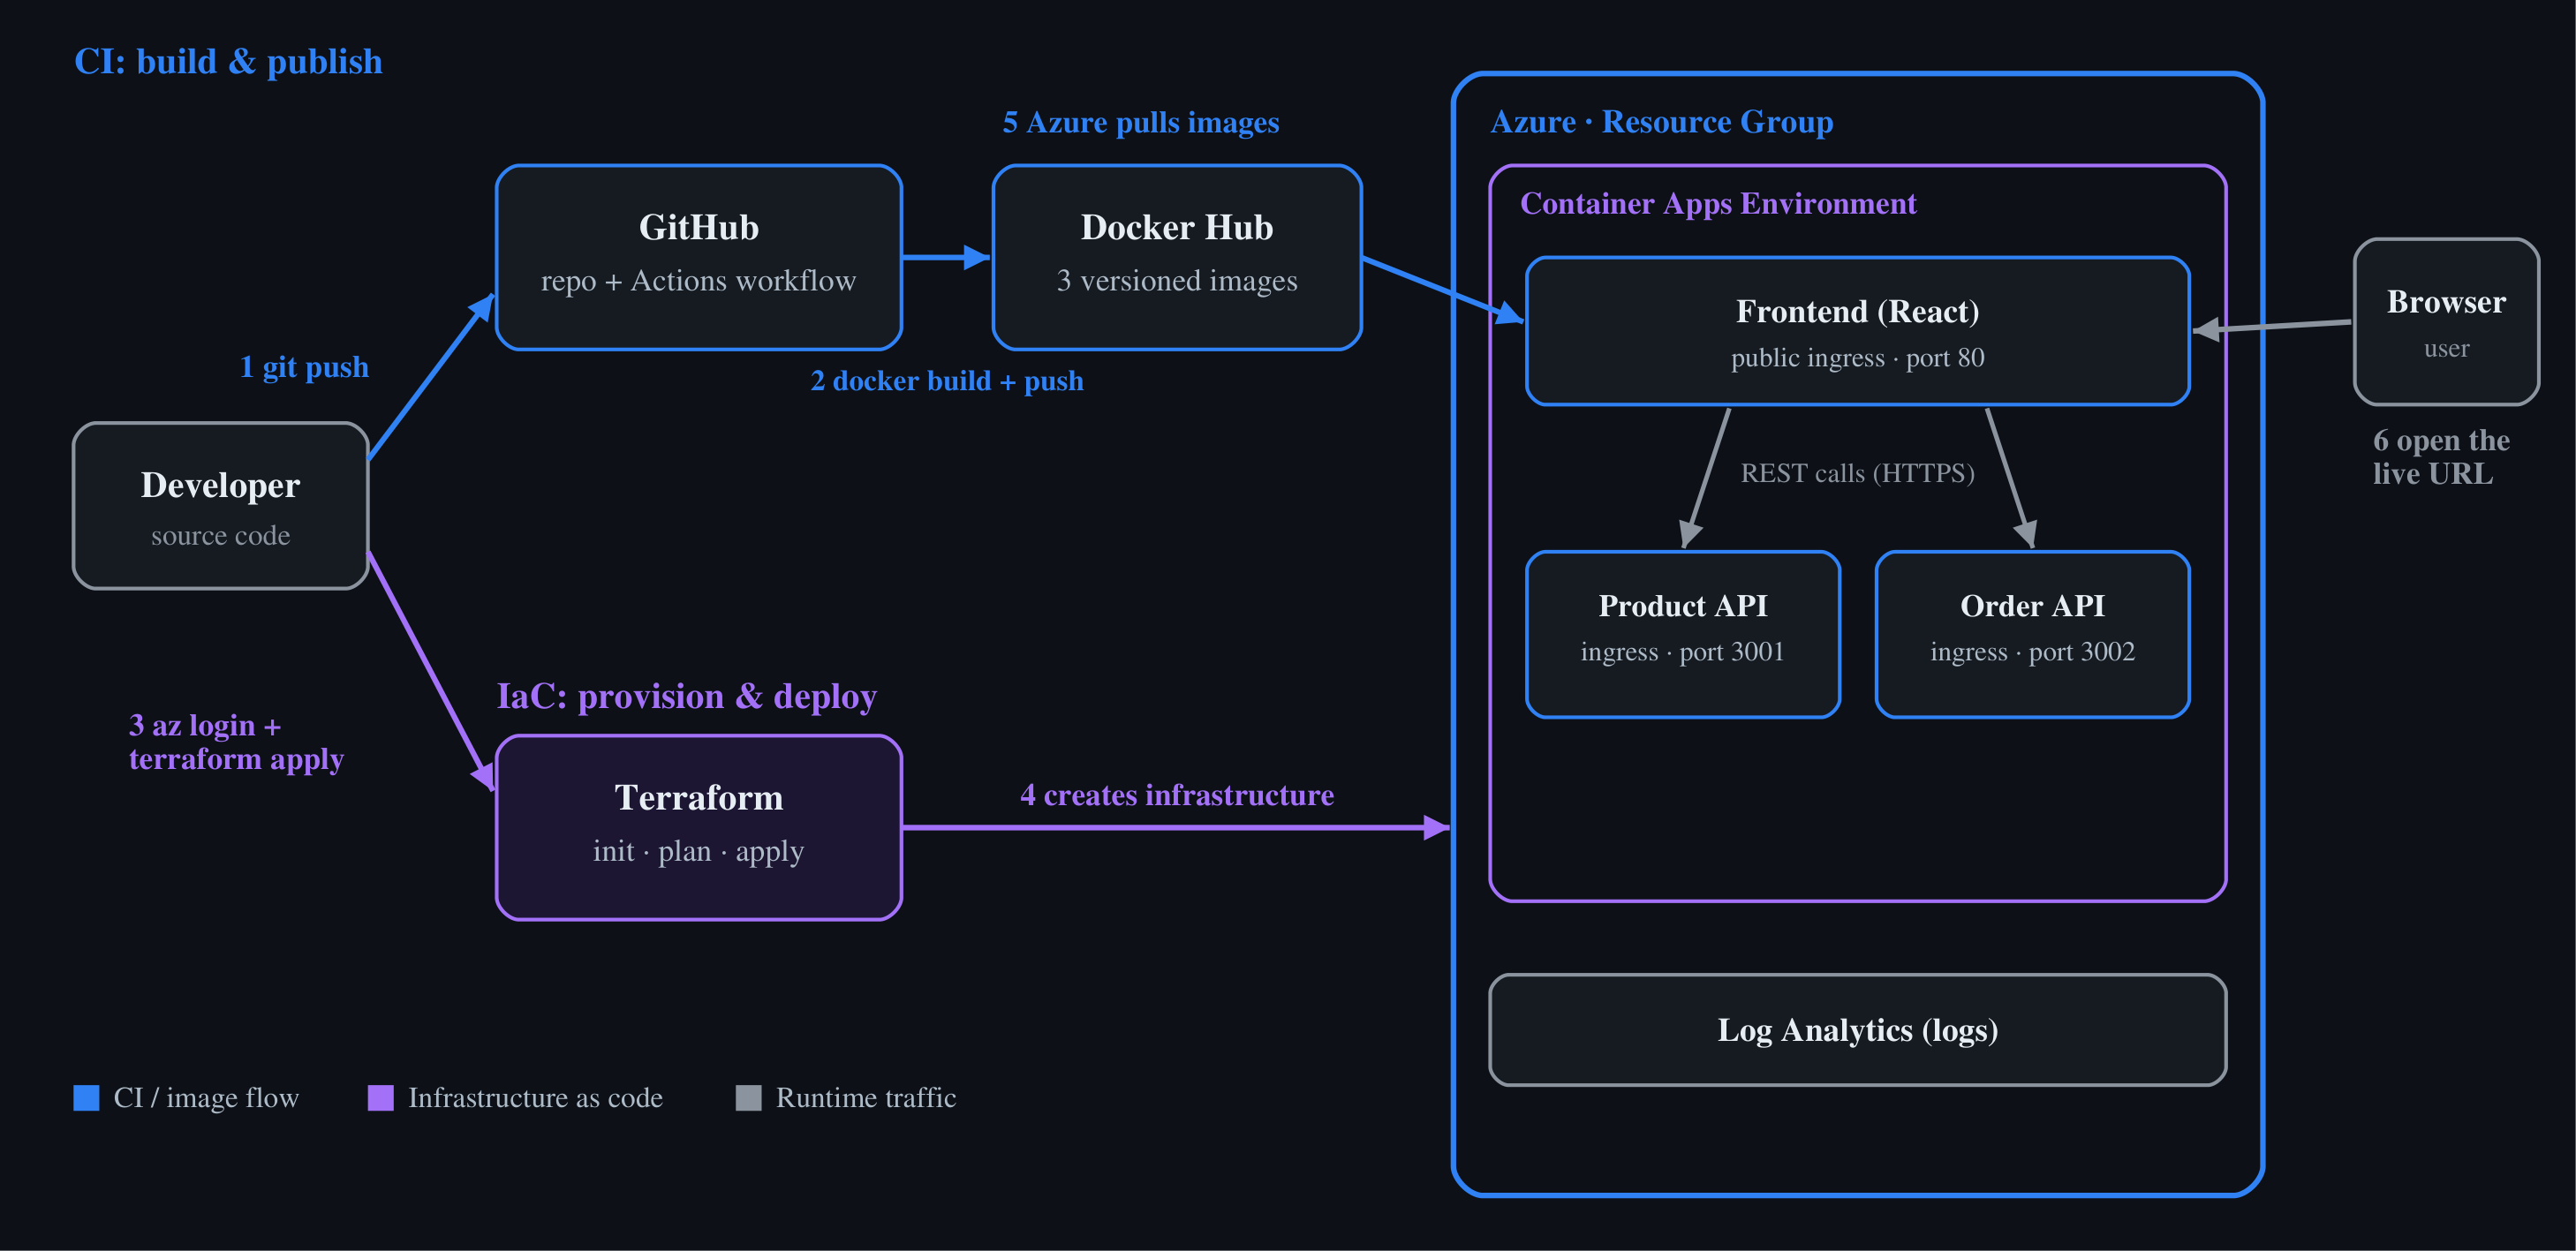 CI: build & publish
5 Azure pulls images
GitHub
repo + Actions workflow
Docker Hub
3 versioned images
1 git push
2 docker build + push
Developer
source code
3 az login +
terraform apply
IaC: provision & deploy
Terraform
init · plan · apply
4 creates infrastructure
Azure · Resource Group
Container Apps Environment
Frontend (React)
public ingress · port 80
REST calls (HTTPS)
Product API
ingress · port 3001
Order API
ingress · port 3002
Log Analytics (logs)
Browser
user
6 open the
live URL
CI / image flow
Infrastructure as code
Runtime traffic